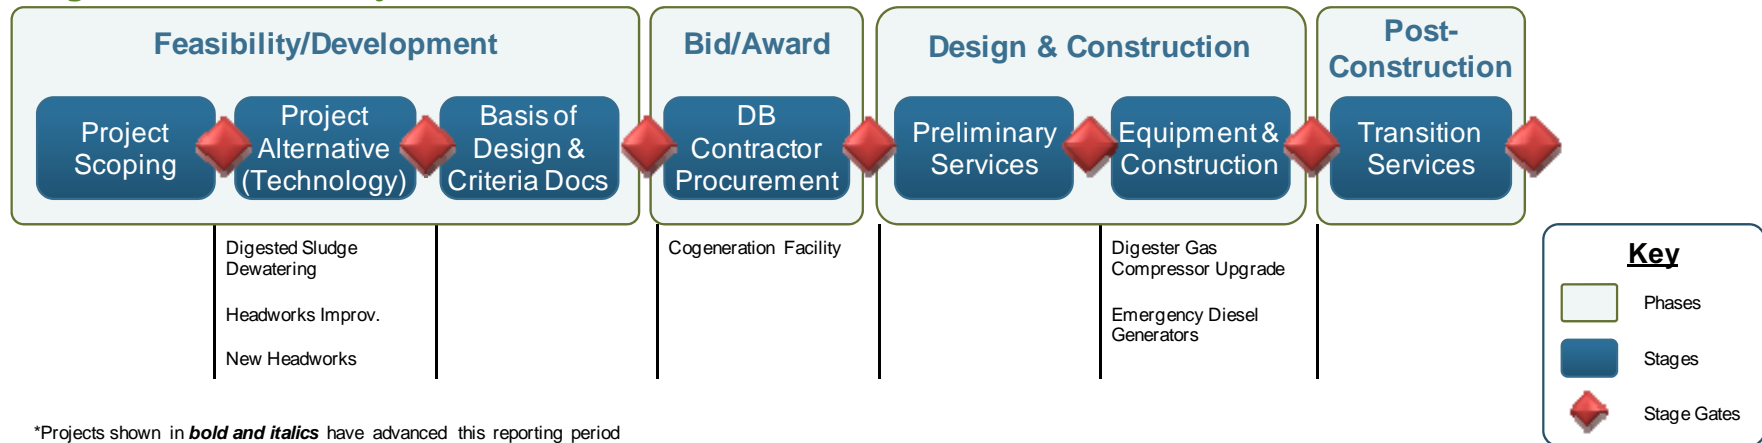 Feasibility/Development
Bid/Award
Design & Construction
Post-
Construction
Project
Scoping
Project
Alternative
(Technology)
Basis of
Design &
Criteria Docs
DB
Contractor
Procurement
Preliminary
Services
Equipment &
Construction
Transition
Services
Digested Sludge
Dewatering
Headworks Improv.
New Headworks
Cogeneration Facility
Digester Gas
Compressor Upgrade
Emergency Diesel
Generators
Key
Phases
Stages
Stage Gates
*Projects shown in bold and italics have advanced this reporting period